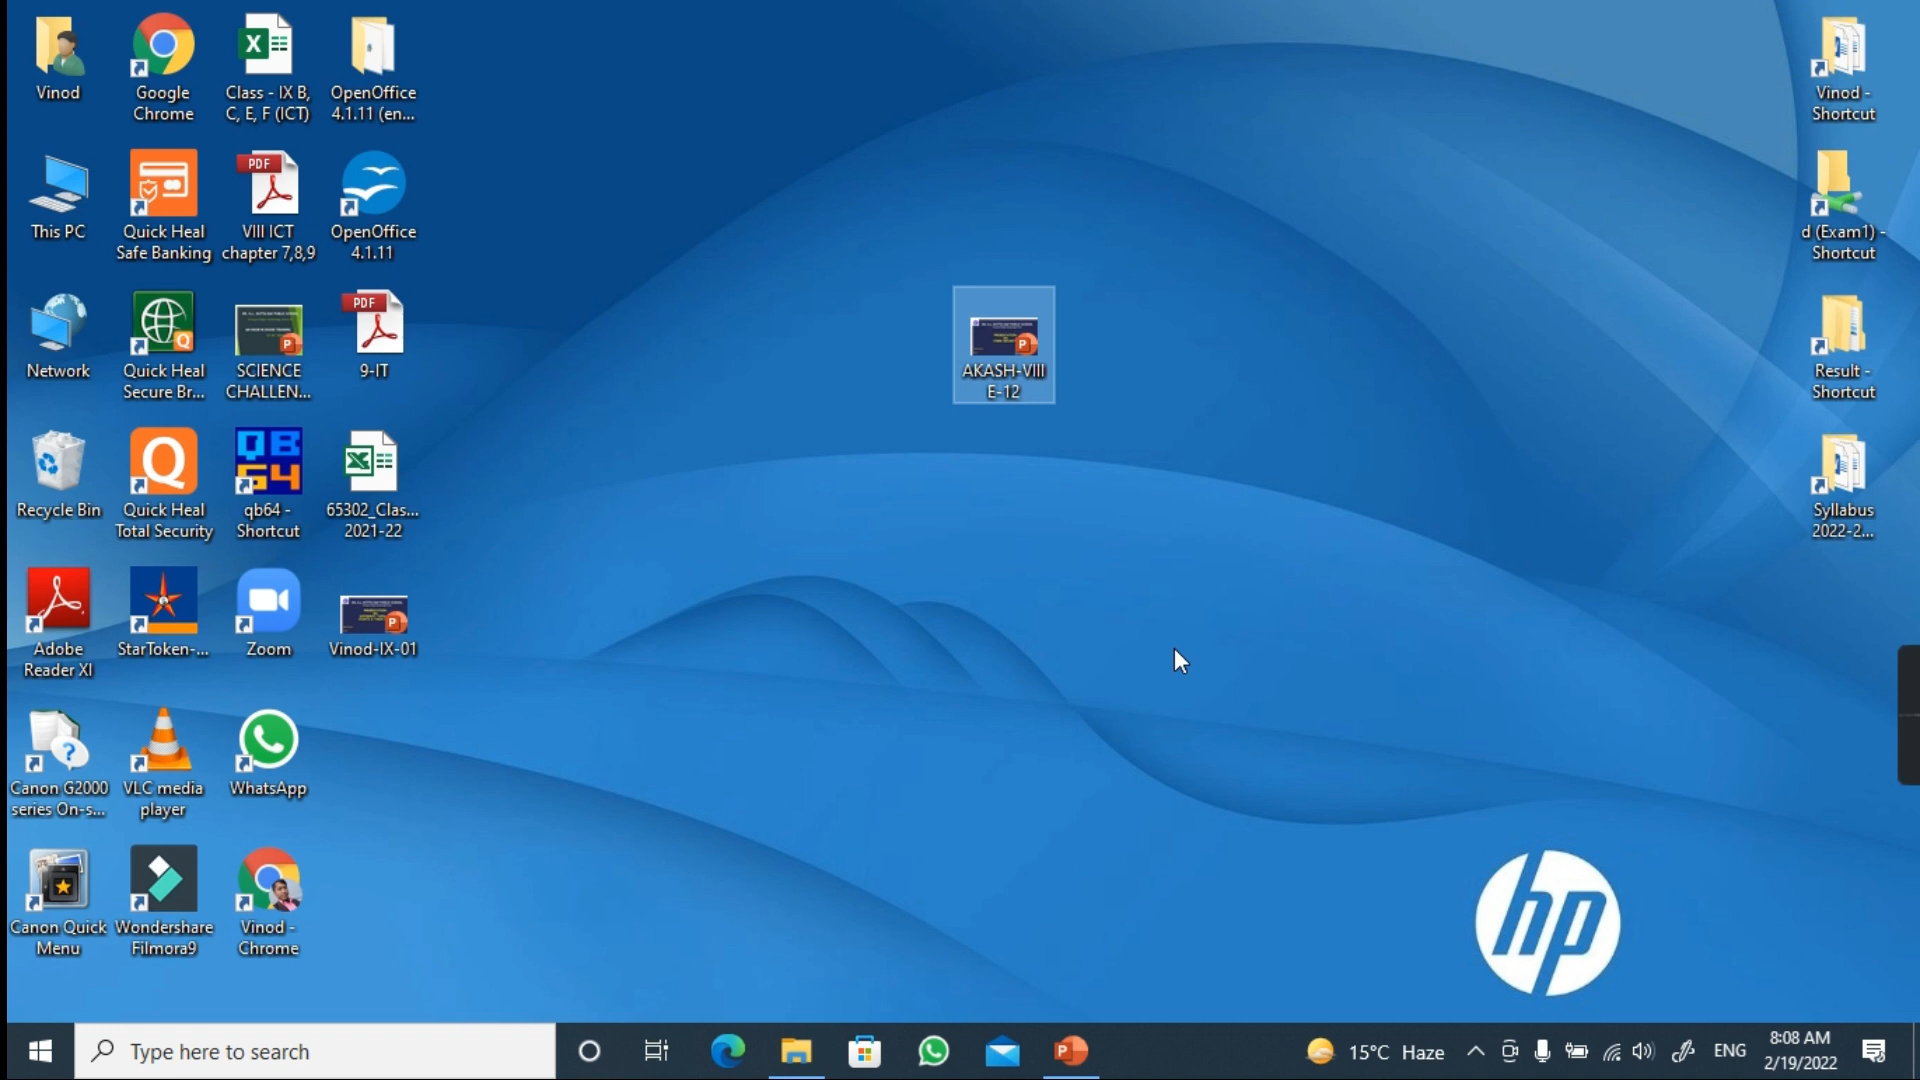 Vinod
Google
Chrome
Class - IX B,
C, E, F (ICT)
OpenOffice
4.1.11 (en...
Vinod -
Shortcut
This PC
Quick Heal
Safe Banking
PDF
VIII ICT
chapter 7,8,9
OpenOffice
4.1.11
d (Exam1) -
Shortcut
Network
Quick Heal
Secure Br...
SCIENCE
CHALLEN...
PDF
9-IT
AKASH-VIII
E-12
Result -
Shortcut
Recycle Bin
Quick Heal
Total Security
QB
64
qb64 -
Shortcut
65302_Clas...
2021-22
Syllabus
2022-2...
Adobe
Reader XI
StarToken-...
Zoom
Vinod-IX-01
Canon G2000
series On-s...
VLC media
player
WhatsApp
Canon Quick
Menu
Wondershare
Filmora9
Vinod -
Chrome
hp
Type here to search
15°C Haze
ENG
8:08 AM
2/19/2022